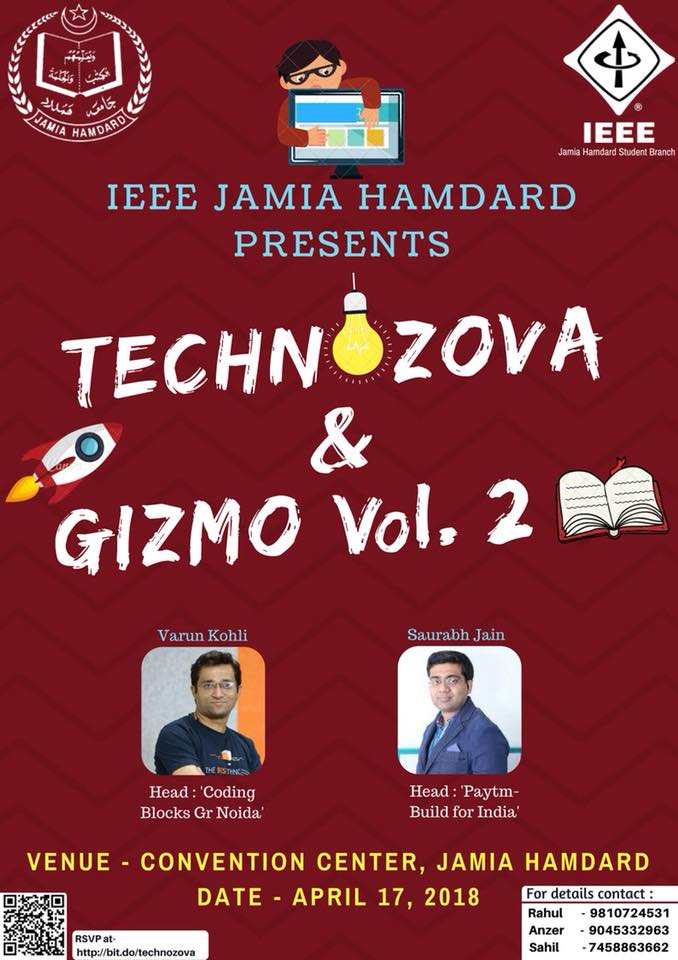 JAMIA HAMDARD
IEEE
®
Jamia Hamdard Student Branch
IEEE JAMIA HAMDARD
PRESENTS
TECHNOZOVA
&
GIZMO Vol. 2
Varun Kohli
Saurabh Jain
Head : 'Coding
Blocks Gr Noida'
Head : 'Paytm-
Build for India'
VENUE - CONVENTION CENTER, JAMIA HAMDARD
DATE - APRIL 17, 2018
RSVP at-
http://bit.do/technozova
For details contact :
Rahul - 9810724531
Anzer - 9045332963
Sahil - 7458863662